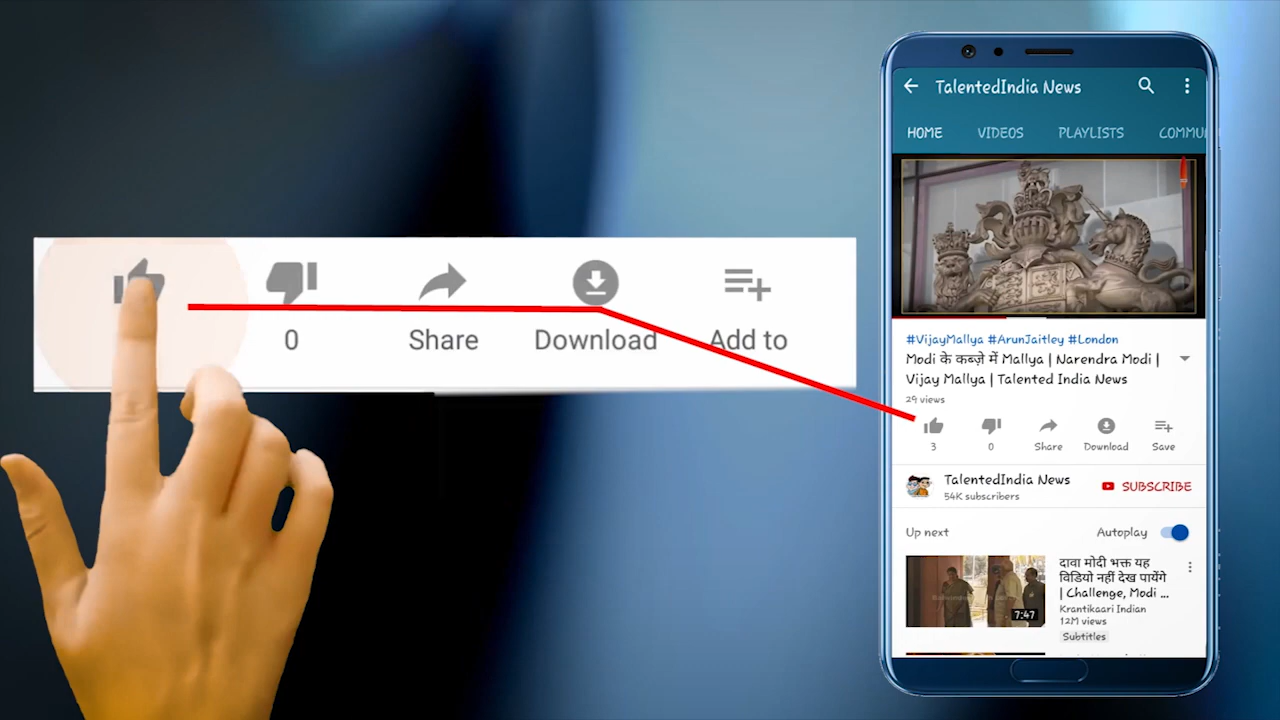 0
Share
Download
Add to
TalentedIndia News
HOME
VIDEOS
PLAYLISTS
COMMU
#VijayMallya #ArunJaitley #London
Modi के कब्ज़े में Mallya | Narendra Modi |
Vijay Mallya | Talented India News
29 views
3
0
Share
Download
Save
TalentedIndia News
54K subscribers
SUBSCRIBE
Up next
Autoplay
7:47
दावा मोदी भक्त यह
विडियो नहीं देख पायेंगे
| Challenge, Modi ...
Krantikaari Indian
12M views
Subtitles